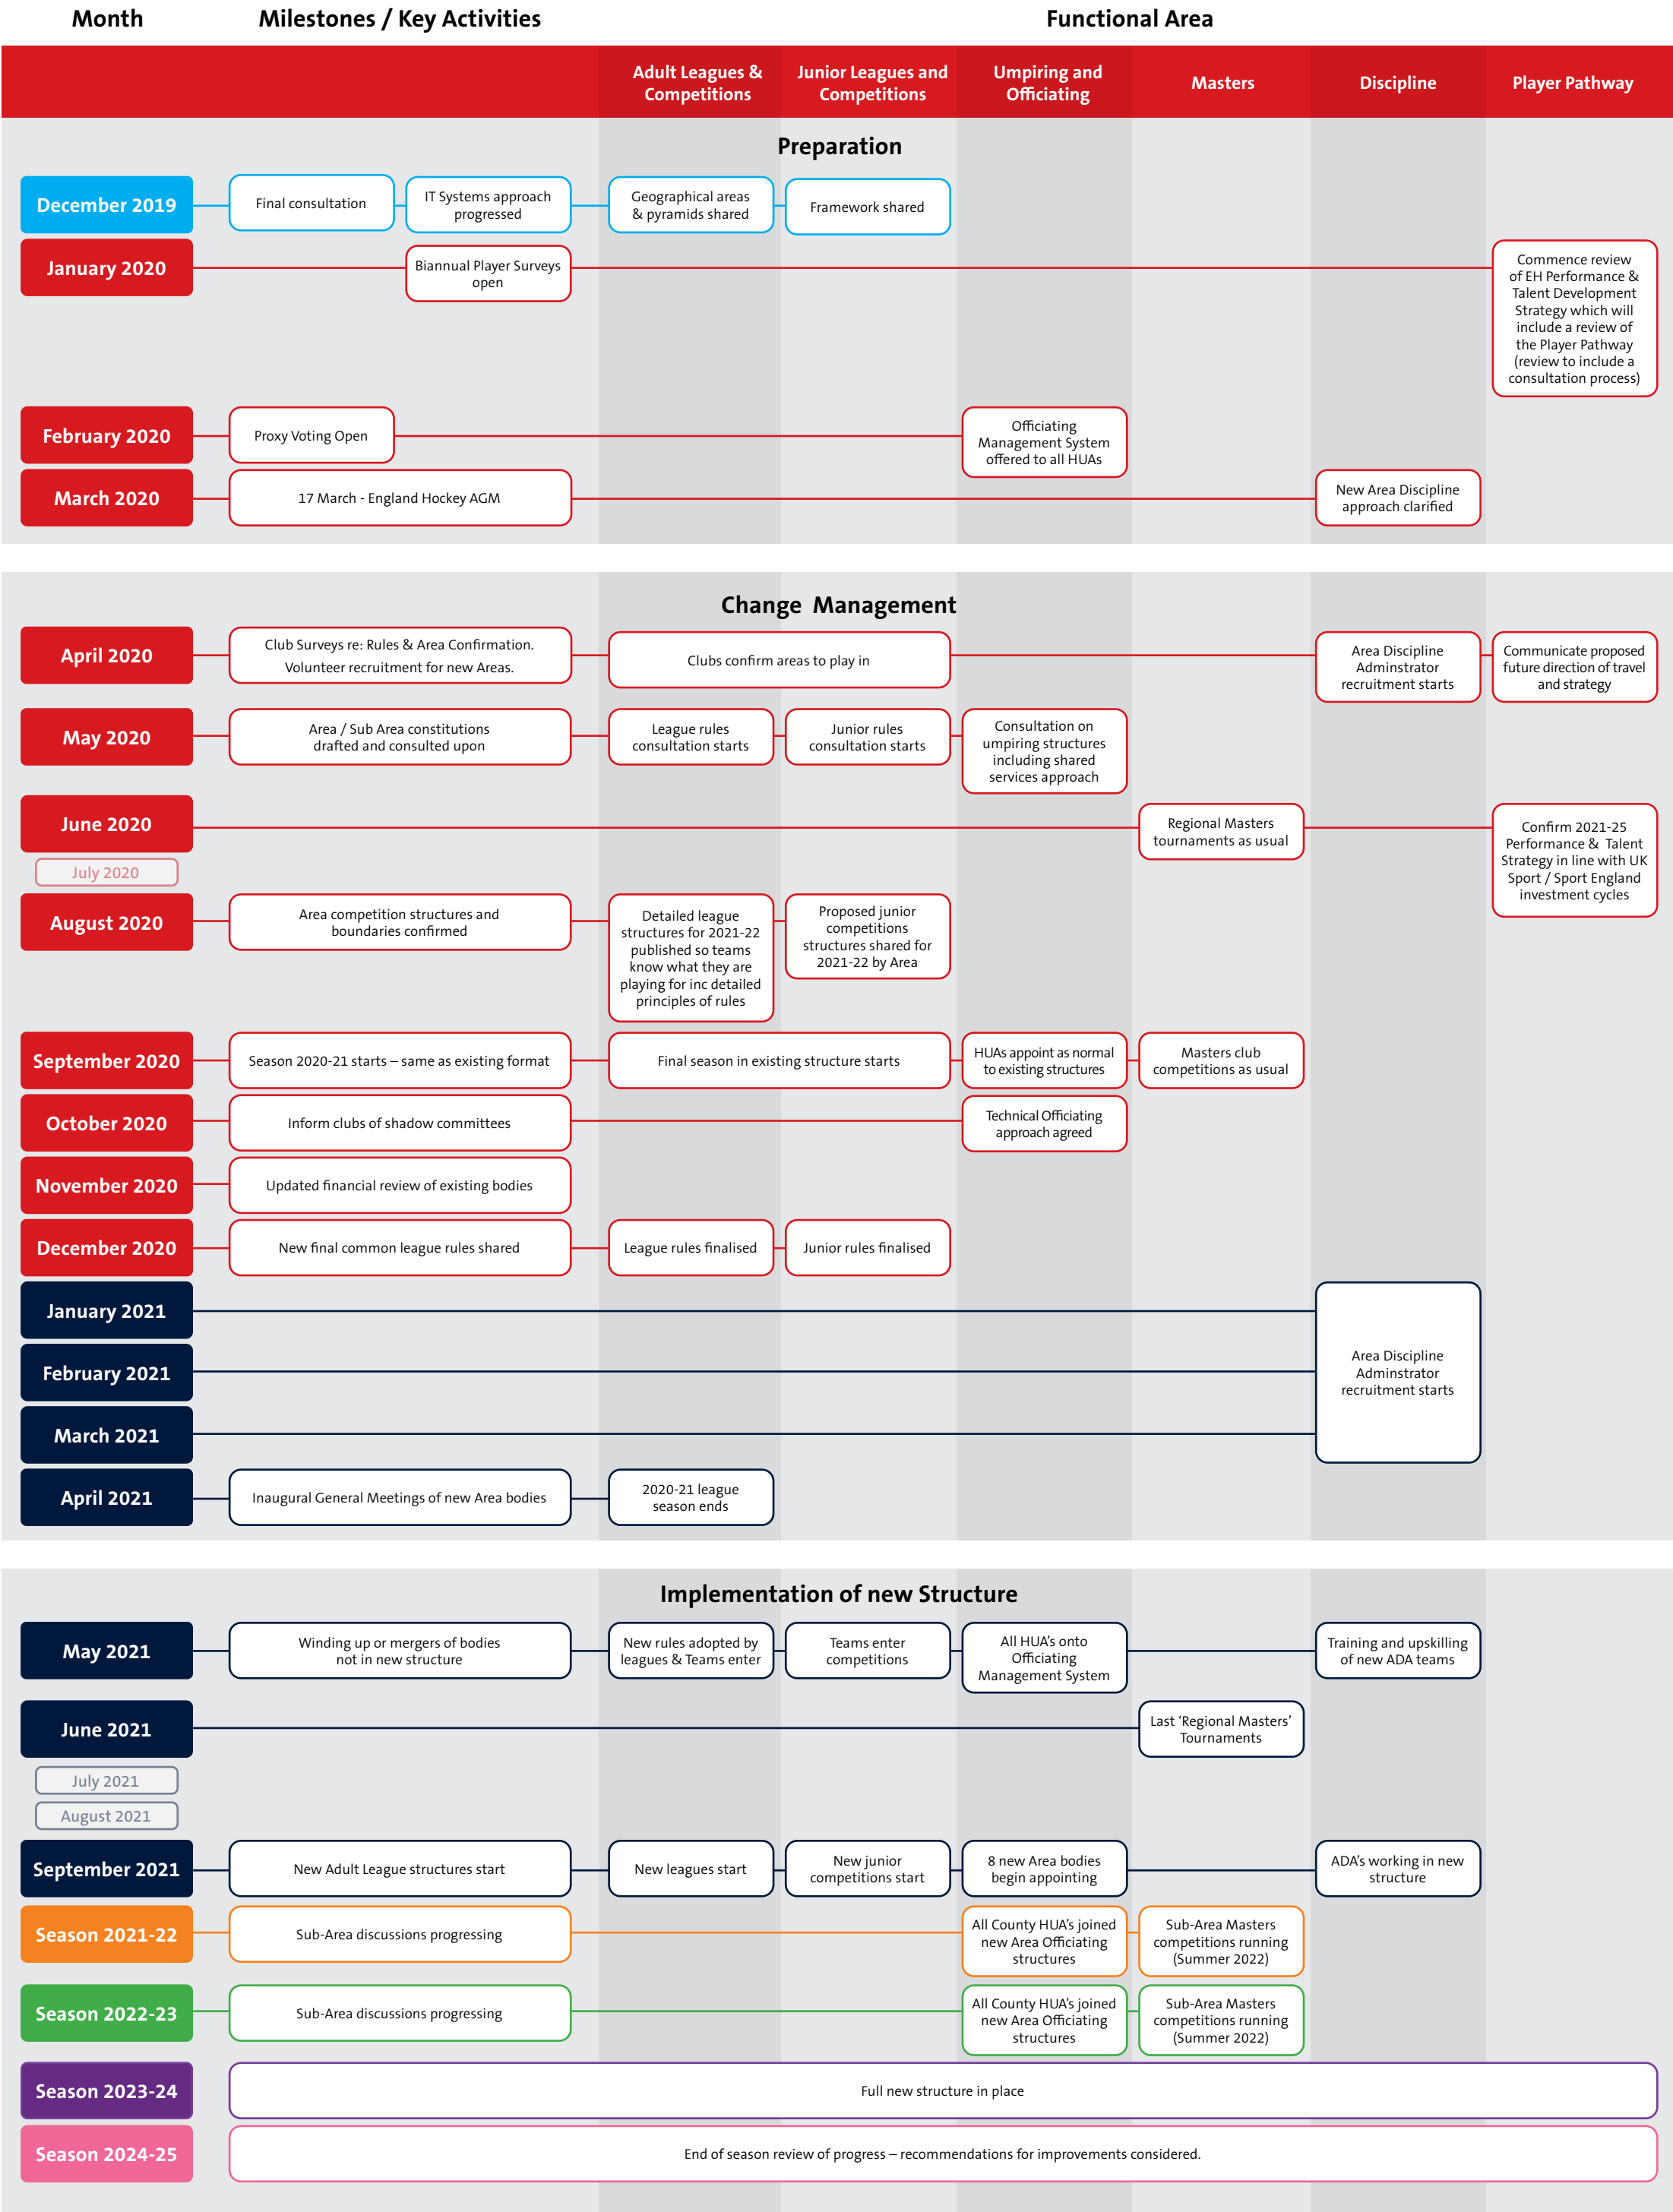 Month
Milestones / Key Activities
Functional Area
Adult Leagues &
Competitions
Junior Leagues and
Competitions
Umpiring and
Officiating
Masters
Discipline
Player Pathway
Preparation
December 2019
Final consultation
IT Systems approach
progressed
Geographical areas
& pyramids shared
Framework shared
January 2020
Biannual Player Surveys
open
Commence review
of EH Performance &
Talent Development
Strategy which will
include a review of
the Player Pathway
(review to include a
consultation process)
February 2020
Proxy Voting Open
Officiating
Management System
offered to all HUAs
March 2020
17 March - England Hockey AGM
New Area Discipline
approach clarified
Change Management
April 2020
Club Surveys re: Rules & Area Confirmation.
Volunteer recruitment for new Areas.
Clubs confirm areas to play in
Area Discipline
Adminstrator
recruitment starts
Communicate proposed
future direction of travel
and strategy
May 2020
Area / Sub Area constitutions
drafted and consulted upon
League rules
consultation starts
Junior rules
consultation starts
Consultation on
umpiring structures
including shared
services approach
June 2020
Regional Masters
tournaments as usual
Confirm 2021-25
Performance & Talent
Strategy in line with UK
Sport / Sport England
investment cycles
July 2020
August 2020
Area competition structures and
boundaries confirmed
Detailed league
structures for 2021-22
published so teams
know what they are
playing for inc detailed
principles of rules
Proposed junior
competitions
structures shared for
2021-22 by Area
September 2020
Season 2020-21 starts – same as existing format
Final season in existing structure starts
HUAs appoint as normal
to existing structures
Masters club
competitions as usual
October 2020
Inform clubs of shadow committees
Technical Officiating
approach agreed
November 2020
Updated financial review of existing bodies
December 2020
New final common league rules shared
League rules finalised
Junior rules finalised
January 2021
February 2021
March 2021
Area Discipline
Adminstrator
recruitment starts
April 2021
Inaugural General Meetings of new Area bodies
2020-21 league
season ends
Implementation of new Structure
May 2021
Winding up or mergers of bodies
not in new structure
New rules adopted by
leagues & Teams enter
Teams enter
competitions
All HUA's onto
Officiating
Management System
Training and upskilling
of new ADA teams
June 2021
Last ‘Regional Masters’
Tournaments
July 2021
August 2021
September 2021
New Adult League structures start
New leagues start
New junior
competitions start
8 new Area bodies
begin appointing
ADA’s working in new
structure
Season 2021-22
Sub-Area discussions progressing
All County HUA’s joined
new Area Officiating
structures
Sub-Area Masters
competitions running
(Summer 2022)
Season 2022-23
Sub-Area discussions progressing
All County HUA’s joined
new Area Officiating
structures
Sub-Area Masters
competitions running
(Summer 2022)
Season 2023-24
Full new structure in place
Season 2024-25
End of season review of progress – recommendations for improvements considered.